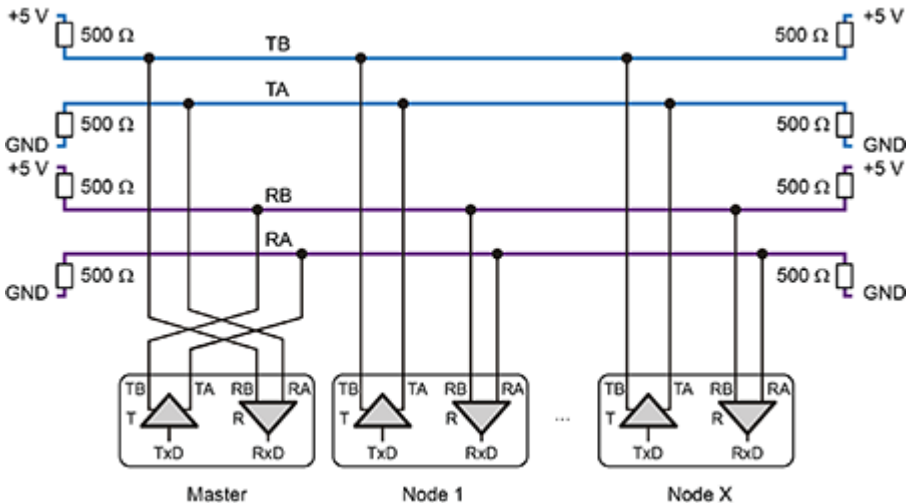 +5 V +5 V
500 Ω 500 Ω
TB
TA
500 Ω 500 Ω
GND GND
+5 V +5 V
500 Ω 500 Ω
RB
RA
500 Ω 500 Ω
GND GND
TB TA RB RA TB TA RB RA TB TA RB RA
T R T R ... T R
TxD RxD TxD RxD TxD RxD
Master Node 1 Node X